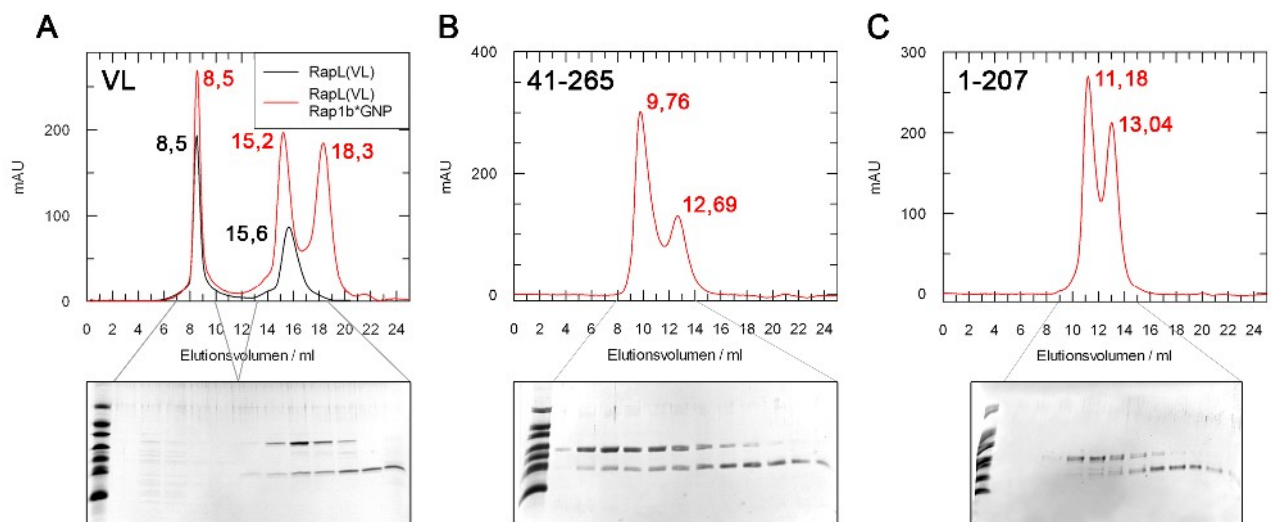 A
VL
RapL(VL)
RapL(VL)
Rap1b*GNP
8,5
8,5
15,2
18,3
15,6
mAU
200
100
0
0 2 4 6 8 10 12 14 16 18 20 22 24
Elutionsvolumen / ml
B
41-265
9,76
12,69
mAU
400
200
0
0 2 4 6 8 10 12 14 16 18 20 22 24
Elutionsvolumen / ml
C
1-207
11,18
13,04
mAU
300
200
100
0
0 2 4 6 8 10 12 14 16 18 20 22 24
Elutionsvolumen / ml